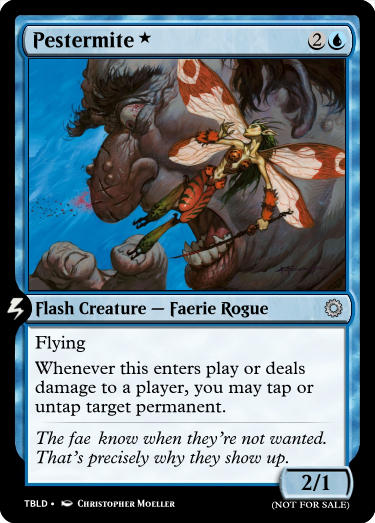 Pestermite ★ 2
Flash Creature — Faerie Rogue
Flying
Whenever this enters play or deals
damage to a player, you may tap or
untap target permanent.
The fae know when they're not wanted.
That's precisely why they show up.
2/1
TBLD • Christopher Moeller (NOT FOR SALE)